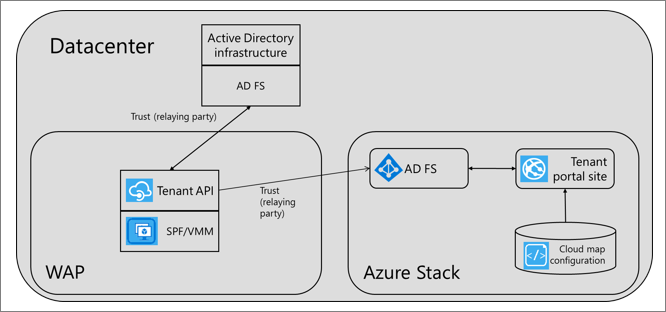 Datacenter
Active Directory
infrastructure
AD FS
Trust (relaying party)
Tenant API
SPF/VMM
WAP
Trust
(relaying
party)
AD FS
Tenant
portal site
Cloud map
configuration
Azure Stack